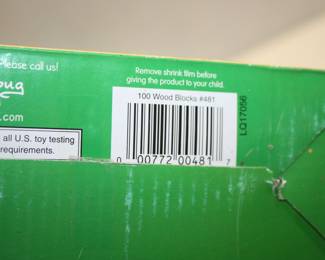 Please call us!
Remove shrink film before
giving the product to your child.
oug
.com
100 Wood Blocks #481
LQ17056
all U.S. toy testing
requirements.
0 00772 00481 7